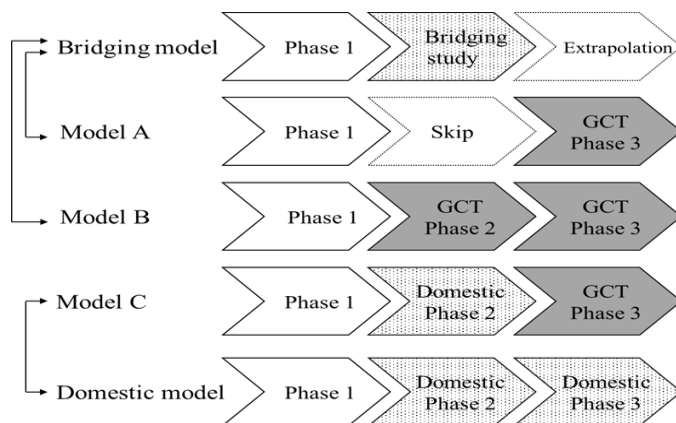 Bridging model
Phase 1
Bridging
study
Extrapolation
Model A
Phase 1
Skip
GCT
Phase 3
Model B
Phase 1
GCT
Phase 2
GCT
Phase 3
Model C
Phase 1
Domestic
Phase 2
GCT
Phase 3
Domestic model
Phase 1
Domestic
Phase 2
Domestic
Phase 3